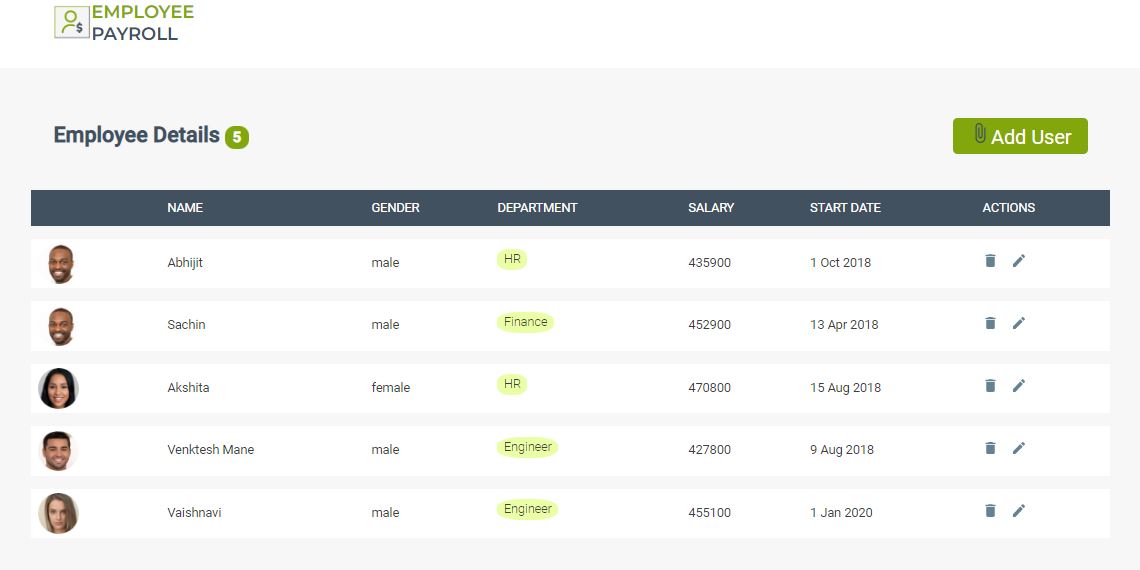 EMPLOYEE
PAYROLL
Employee Details 5
Add User
NAME GENDER DEPARTMENT SALARY START DATE ACTIONS
Abhijit male HR 435900 1 Oct 2018
Sachin male Finance 452900 13 Apr 2018
Akshita female HR 470800 15 Aug 2018
Venktesh Mane male Engineer 427800 9 Aug 2018
Vaishnavi male Engineer 455100 1 Jan 2020